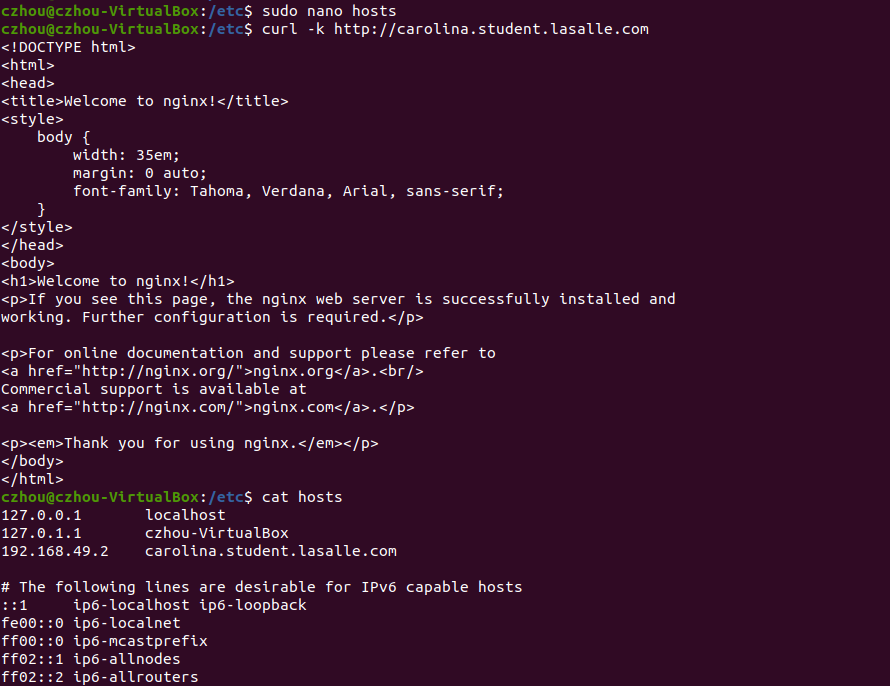 czhou@czhou-VirtualBox:/etc$ sudo nano hosts
czhou@czhou-VirtualBox:/etc$ curl -k http://carolina.student.lasalle.com
<!DOCTYPE html>
<html>
<head>
<title>Welcome to nginx!</title>
<style>
    body {
        width: 35em;
        margin: 0 auto;
        font-family: Tahoma, Verdana, Arial, sans-serif;
    }
</style>
</head>
<body>
<h1>Welcome to nginx!</h1>
<p>If you see this page, the nginx web server is successfully installed and
working. Further configuration is required.</p>

<p>For online documentation and support please refer to
<a href="http://nginx.org/">nginx.org</a>.<br/>
Commercial support is available at
<a href="http://nginx.com/">nginx.com</a>.</p>

<p><em>Thank you for using nginx.</em></p>
</body>
</html>
czhou@czhou-VirtualBox:/etc$ cat hosts
127.0.0.1       localhost
127.0.1.1       czhou-VirtualBox
192.168.49.2    carolina.student.lasalle.com

# The following lines are desirable for IPv6 capable hosts
::1     ip6-localhost ip6-loopback
fe00::0 ip6-localnet
ff00::0 ip6-mcastprefix
ff02::1 ip6-allnodes
ff02::2 ip6-allrouters